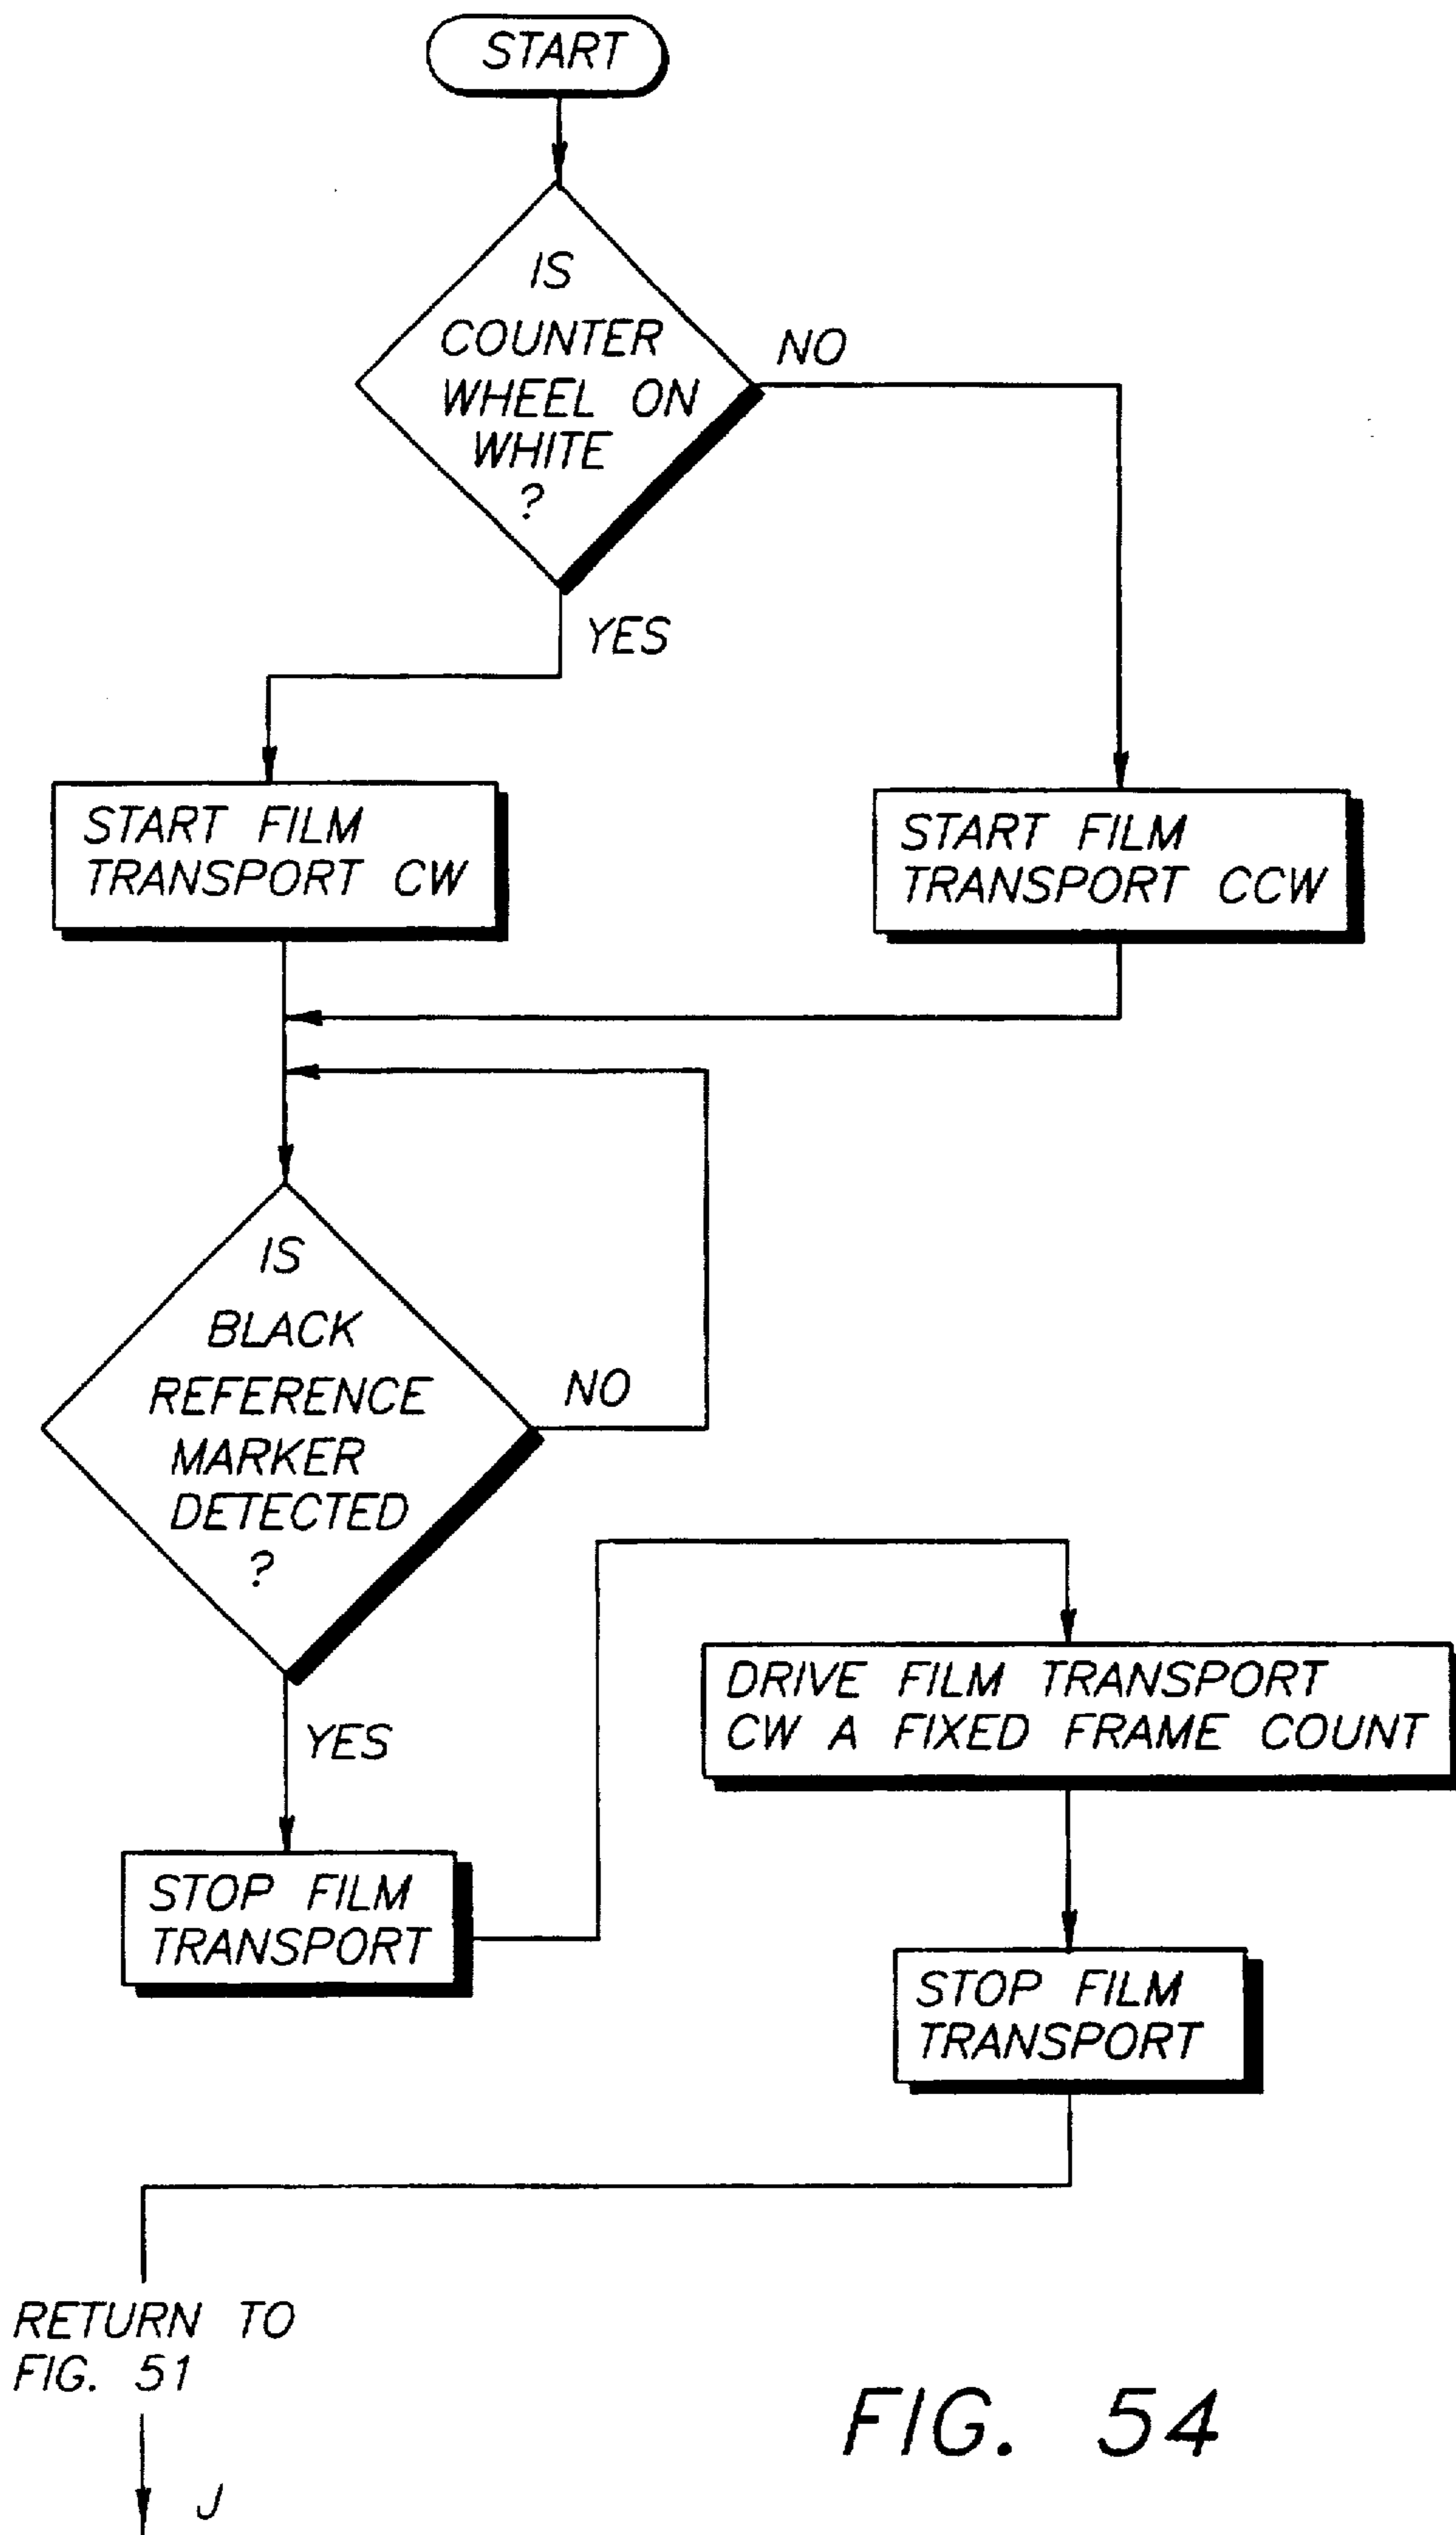 START
IS
COUNTER
WHEEL ON
WHITE
?
NO
YES
START FILM
TRANSPORT CW
START FILM
TRANSPORT CCW
IS
BLACK
REFERENCE
MARKER
DETECTED
?
NO
YES
STOP FILM
TRANSPORT
DRIVE FILM TRANSPORT
CW A FIXED FRAME COUNT
STOP FILM
TRANSPORT
RETURN TO
FIG. 51
J
FIG. 54